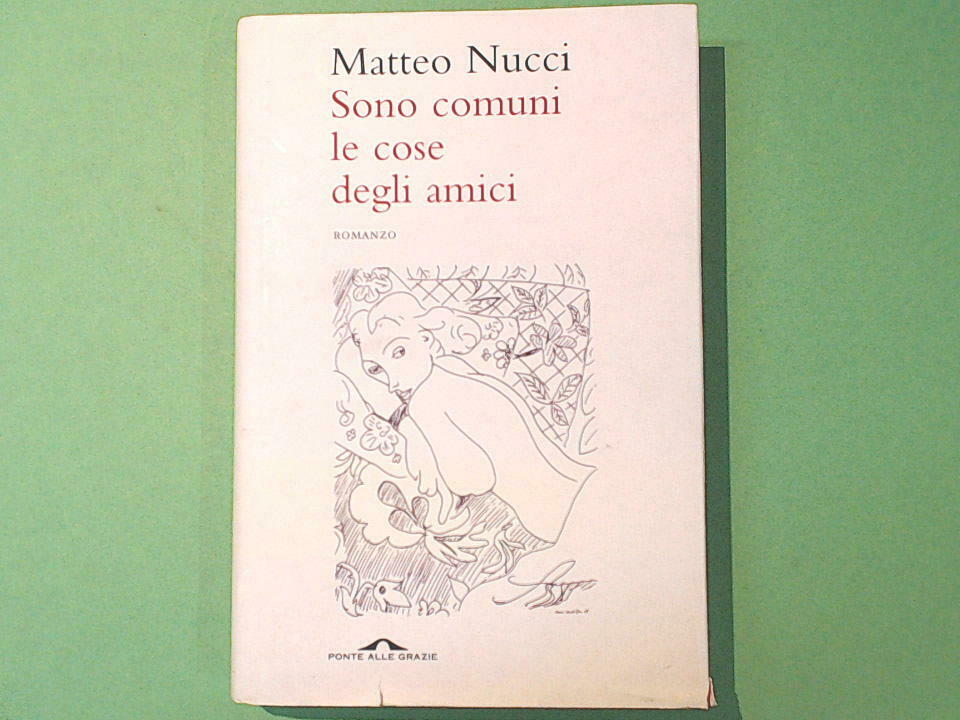 Matteo Nucci
Sono comuni
le cose
degli amici
ROMANZO
PONTE ALLE GRAZIE